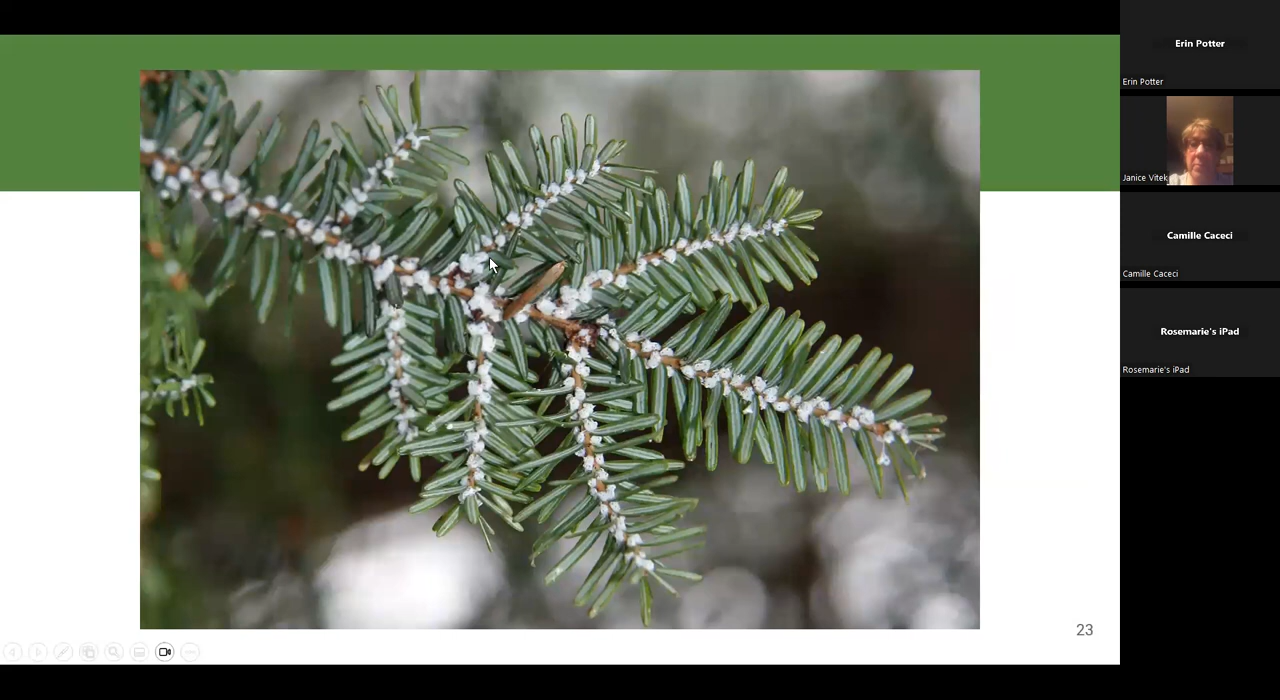 Erin Potter
Erin Potter
Janice Vitek
Camille Caceci
Camille Caceci
Rosemarie's iPad
Rosemarie's iPad
23